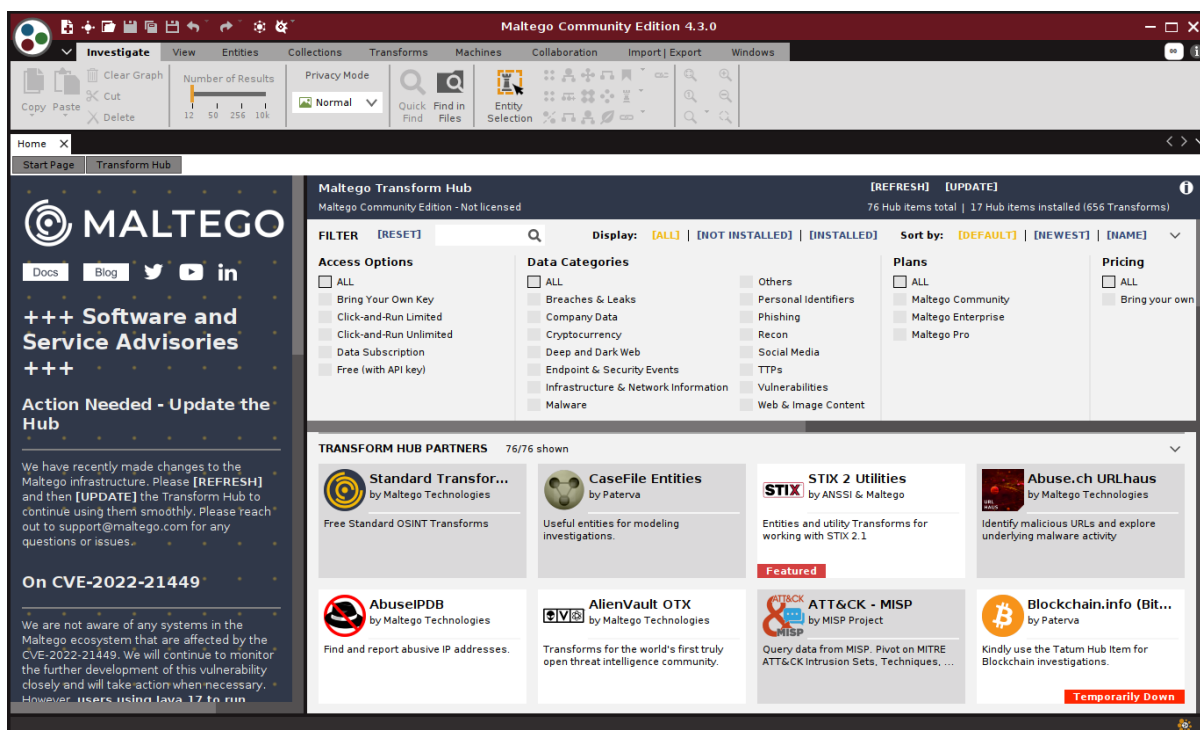 Maltego Community Edition 4.3.0
Investigate View Entities Collections Transforms Machines Collaboration Import | Export Windows
Clear Graph
Cut
Delete
Copy Paste
Number of Results
12 50 256 10k
Privacy Mode
Normal
Quick Find
Find in Files
Entity Selection
Home
Start Page Transform Hub
MALTEGO
Docs Blog
+++ Software and
Service Advisories
+++
Action Needed - Update the
Hub
We have recently made changes to the
Maltego infrastructure. Please [REFRESH]
and then [UPDATE] the Transform Hub to
continue using them smoothly. Please reach
out to support@maltego.com for any
questions or issues.
On CVE-2022-21449
We are not aware of any systems in the
Maltego ecosystem that are affected by the
CVE-2022-21449. We will continue to monitor
the further development of this vulnerability
closely and will take action when necessary.
However, users using Java 17 to run
Maltego Transform Hub
Maltego Community Edition - Not licensed
[REFRESH] [UPDATE]
76 Hub items total | 17 Hub items installed (656 Transforms)
FILTER [RESET] Display: [ALL] | [NOT INSTALLED] | [INSTALLED] Sort by: [DEFAULT] | [NEWEST] | [NAME]
Access Options
ALL
Bring Your Own Key
Click-and-Run Limited
Click-and-Run Unlimited
Data Subscription
Free (with API key)
Data Categories
ALL
Breaches & Leaks
Company Data
Cryptocurrency
Deep and Dark Web
Endpoint & Security Events
Infrastructure & Network Information
Malware
Others
Personal Identifiers
Phishing
Recon
Social Media
TTPs
Vulnerabilities
Web & Image Content
Plans
ALL
Maltego Community
Maltego Enterprise
Maltego Pro
Pricing
ALL
Bring your own
TRANSFORM HUB PARTNERS 76/76 shown
Standard Transfor...
by Maltego Technologies
Free Standard OSINT Transforms
CaseFile Entities
by Paterva
Useful entities for modeling
investigations.
STIX
STIX 2 Utilities
by ANSSI & Maltego
Entities and utility Transforms for
working with STIX 2.1
Featured
URL
HAUS
Abuse.ch URLhaus
by Maltego Technologies
Identify malicious URLs and explore
underlying malware activity
AbuseIPDB
by Maltego Technologies
Find and report abusive IP addresses.
AlienVault OTX
by Maltego Technologies
Transforms for the world's first truly
open threat intelligence community.
ATT&CK
&
MISP
ATT&CK - MISP
by MISP Project
Query data from MISP. Pivot on MITRE
ATT&CK Intrusion Sets, Techniques, ...
Blockchain.info (Bit...
by Paterva
Kindly use the Tatum Hub Item for
Blockchain investigations.
Temporarily Down